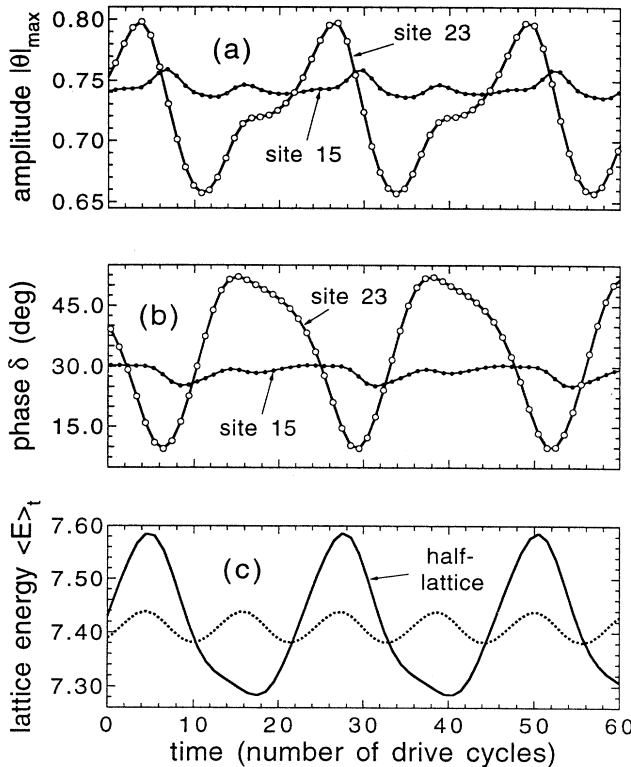 0.80
0.75
0.70
0.65
amplitude |θ|max
(a)
site 23
site 15
45.0
30.0
15.0
phase δ (deg)
(b)
site 23
site 15
7.60
7.50
7.40
7.30
lattice energy <E>t
(c)
half-
lattice
0 10 20 30 40 50 60
time (number of drive cycles)